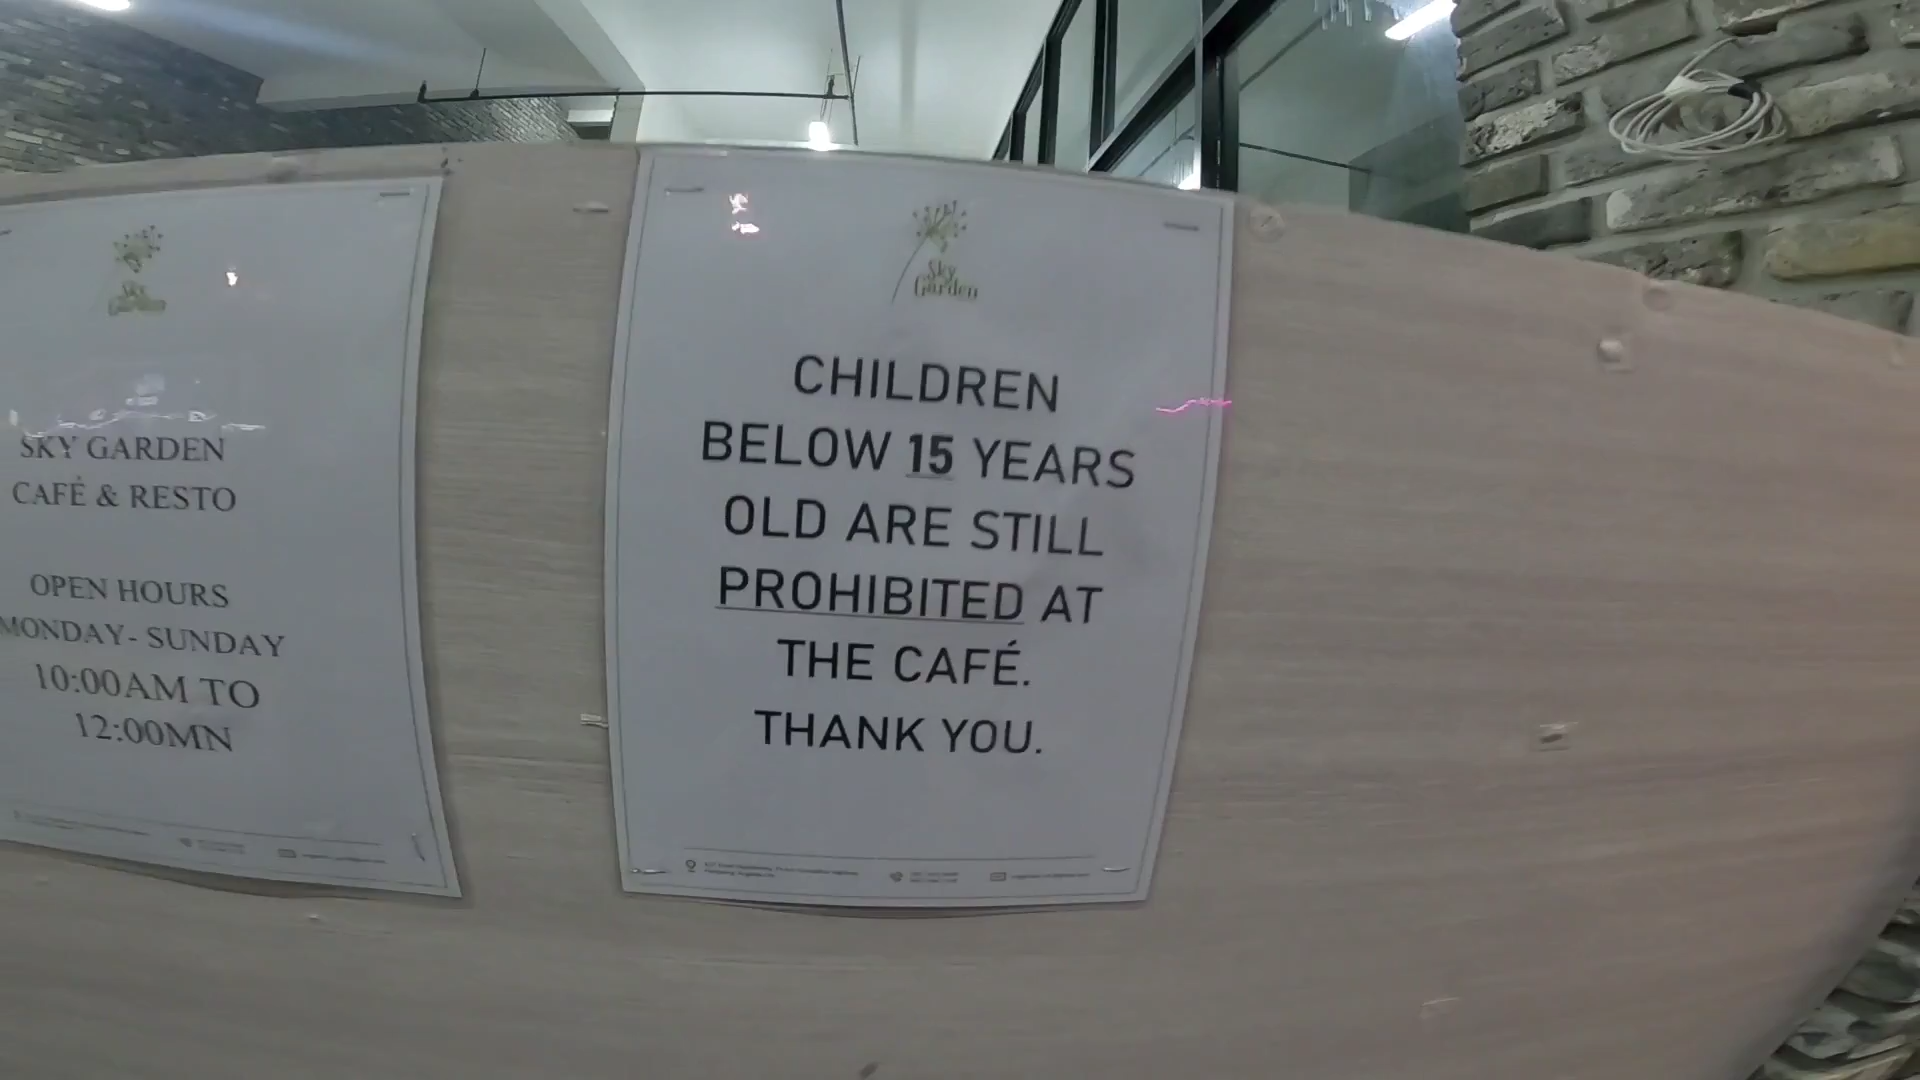 Sky
Garden
SKY GARDEN
CAFÉ & RESTO
OPEN HOURS
MONDAY- SUNDAY
10:00AM TO
12:00MN
Sky
Garden
CHILDREN
BELOW 15 YEARS
OLD ARE STILL
PROHIBITED AT
THE CAFÉ.
THANK YOU.